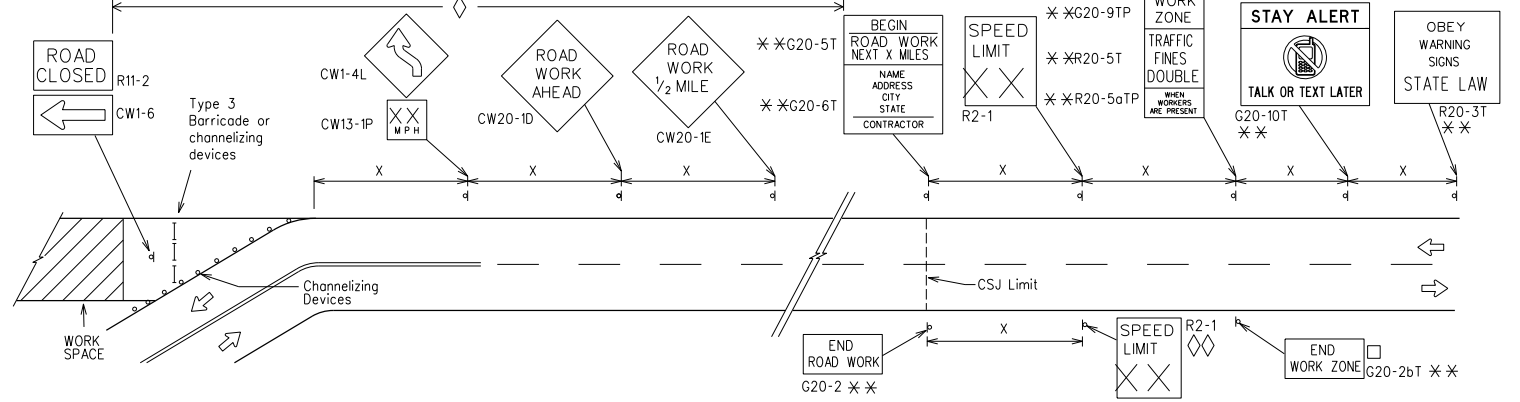 ROAD
CLOSED
R11-2
CW1-6
Type 3
Barricade or
channelizing
devices
CW1-4L
XX
MPH
CW13-1P
ROAD
WORK
AHEAD
CW20-1D
ROAD
WORK
1/2 MILE
CW20-1E
* *G20-5T
* *G20-6T
BEGIN
ROAD WORK
NEXT X MILES
NAME
ADDRESS
CITY
STATE
CONTRACTOR
SPEED
LIMIT
XX
R2-1
* *G20-9TP
* *R20-5T
* *R20-5aTP
WORK
ZONE
TRAFFIC
FINES
DOUBLE
WHEN
WORKERS
ARE PRESENT
STAY ALERT
TALK OR TEXT LATER
G20-10T
* *
OBEY
WARNING
SIGNS
STATE LAW
R20-3T
* *
X
X
X
X
X
X
X
Channelizing
Devices
CSJ Limit
WORK
SPACE
END
ROAD WORK
G20-2 * *
X
SPEED
LIMIT
XX
R2-1
END
WORK ZONE
G20-2bT * *